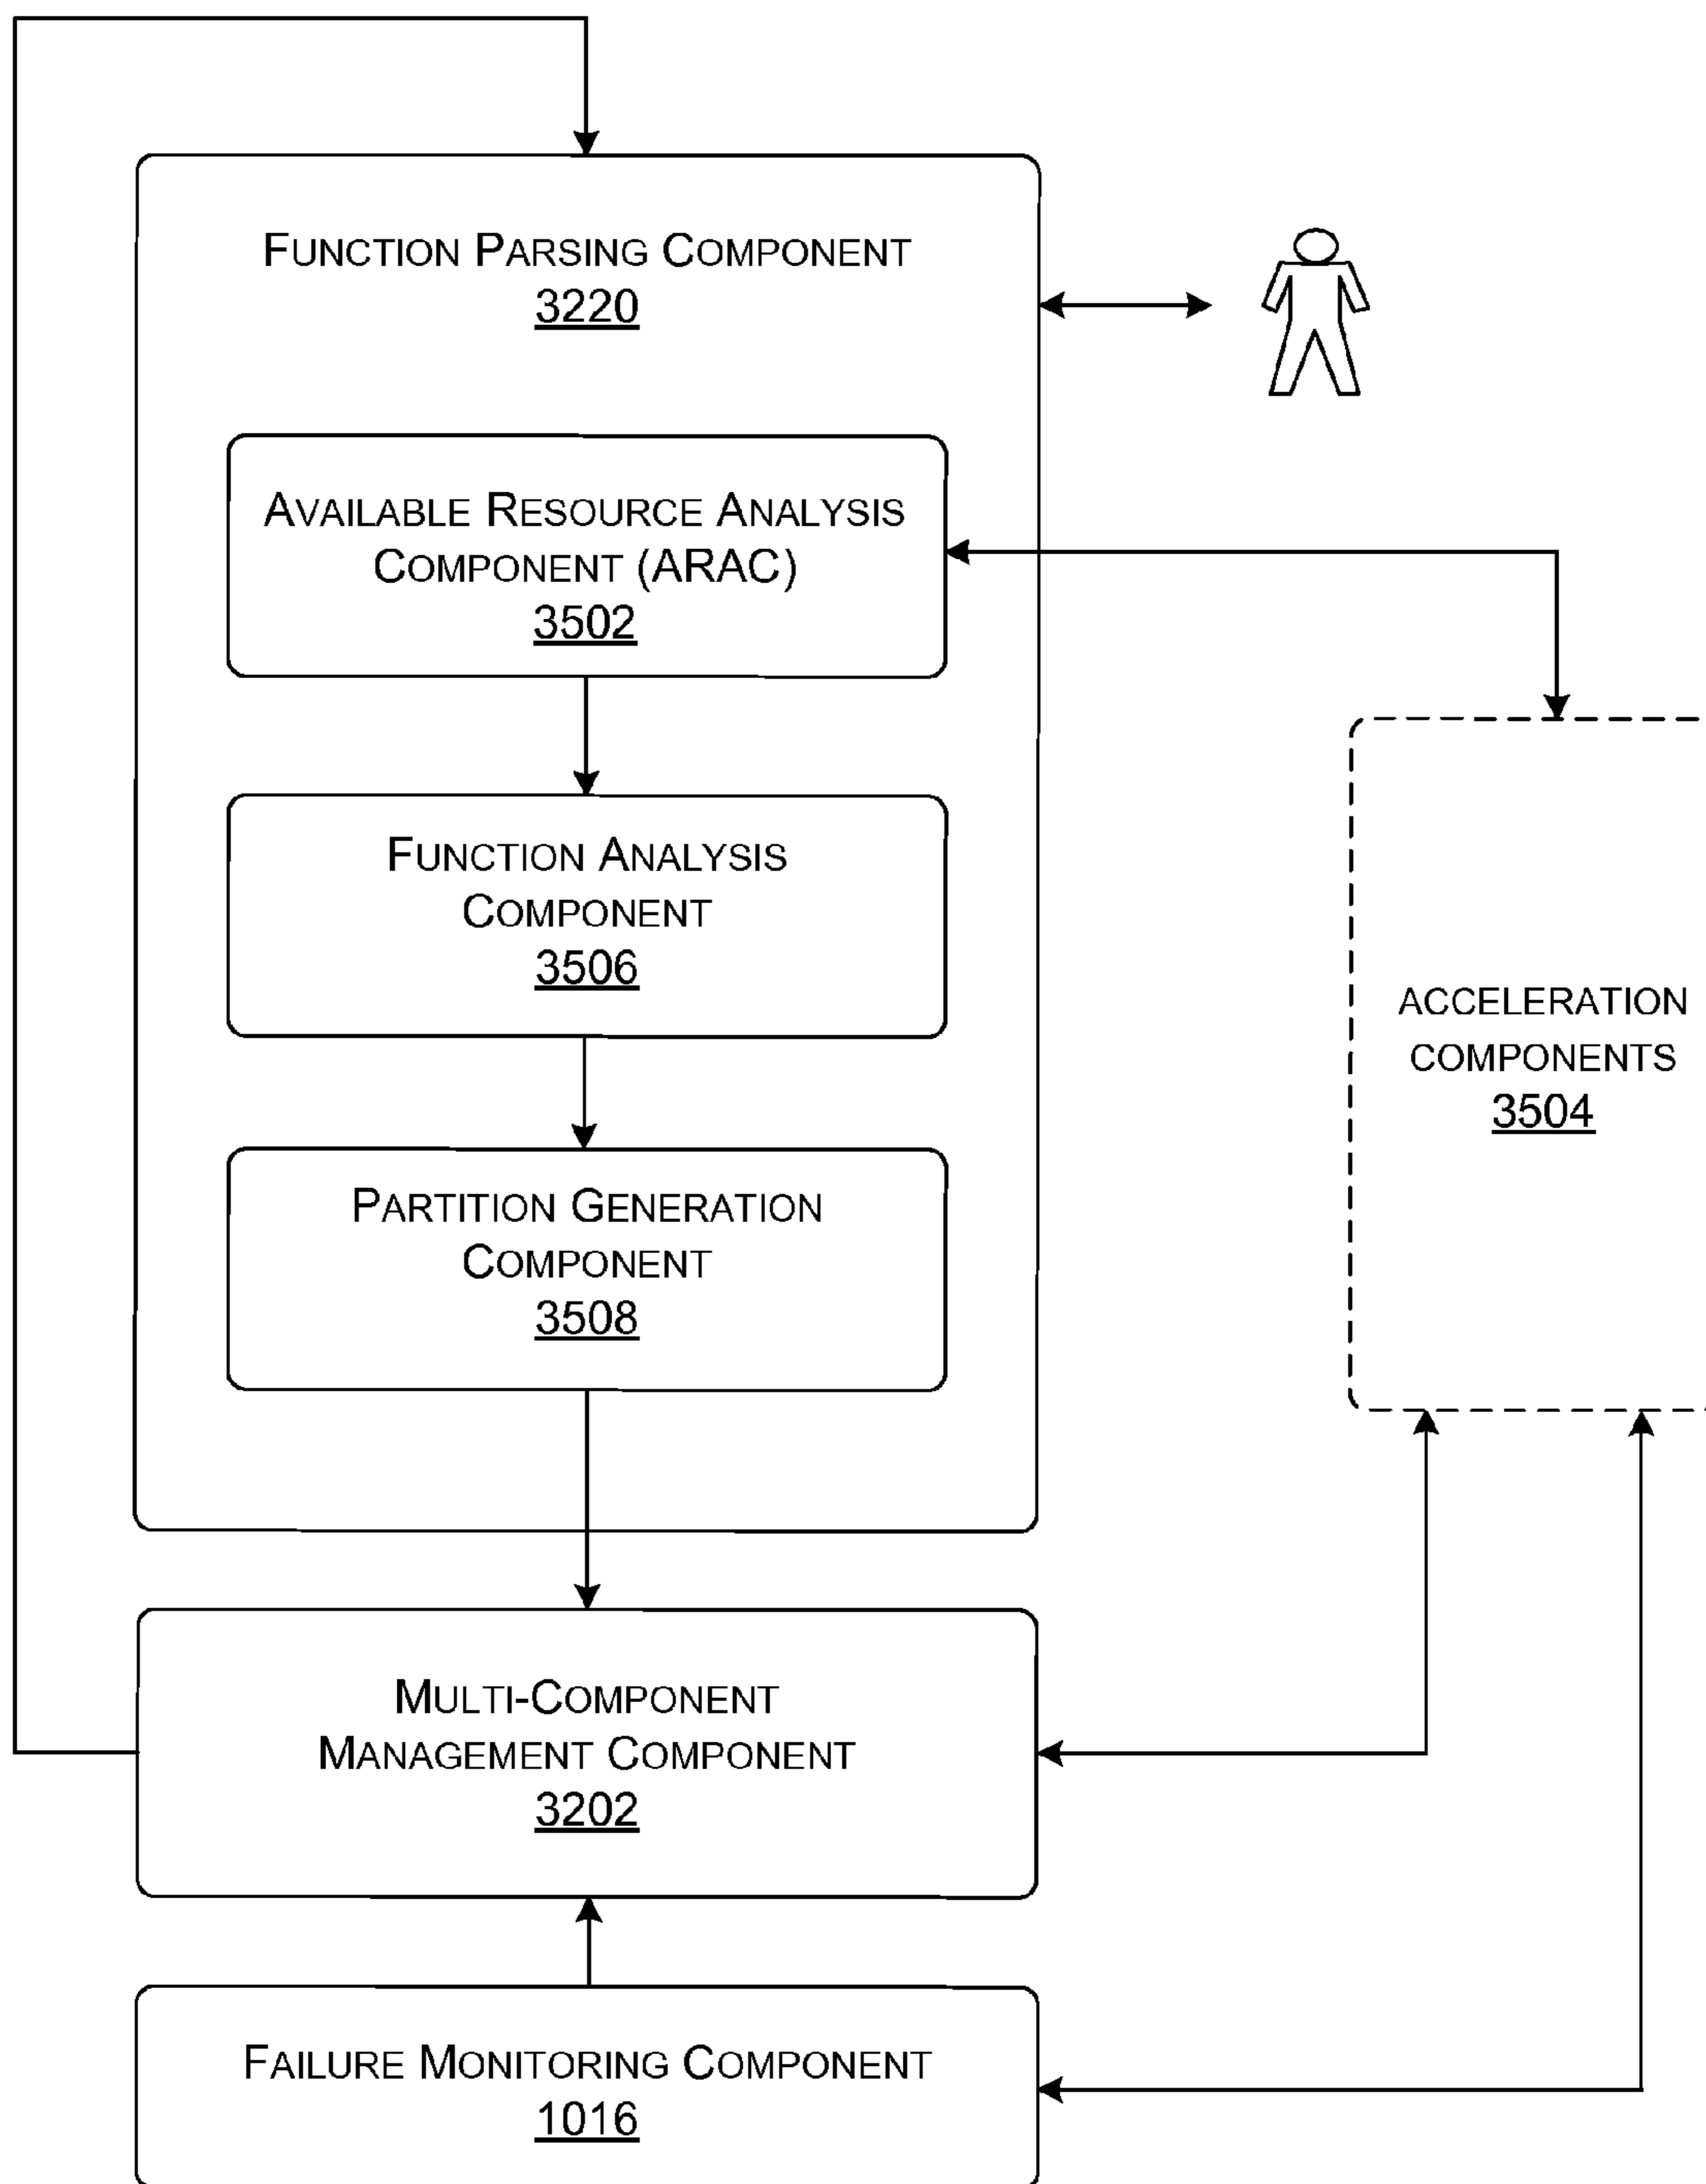 FUNCTION PARSING COMPONENT
3220
AVAILABLE RESOURCE ANALYSIS
COMPONENT (ARAC)
3502
FUNCTION ANALYSIS
COMPONENT
3506
PARTITION GENERATION
COMPONENT
3508
ACCELERATION
COMPONENTS
3504
MULTI-COMPONENT
MANAGEMENT COMPONENT
3202
FAILURE MONITORING COMPONENT
1016